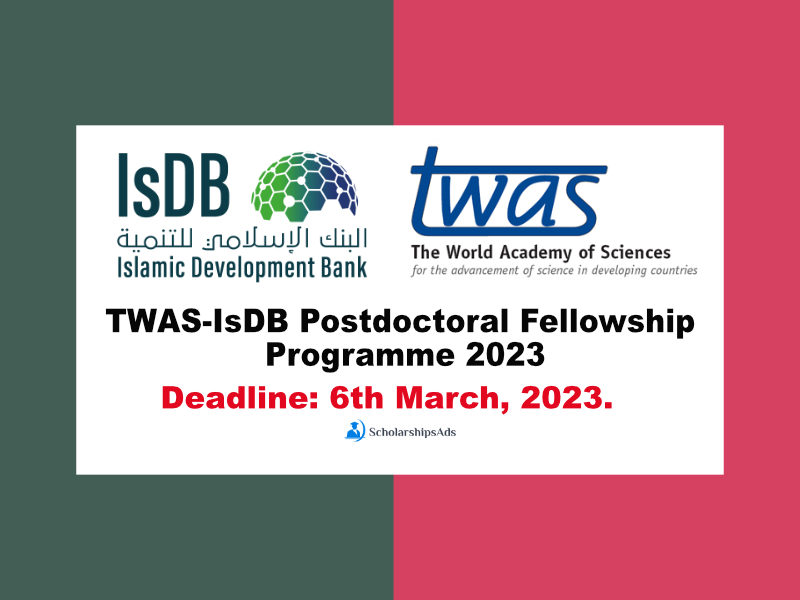 IsDB
البنك الإسلامي للتنمية
Islamic Development Bank
twas
The World Academy of Sciences
for the advancement of science in developing countries
TWAS-IsDB Postdoctoral Fellowship
Programme 2023
Deadline: 6th March, 2023.
ScholarshipsAds